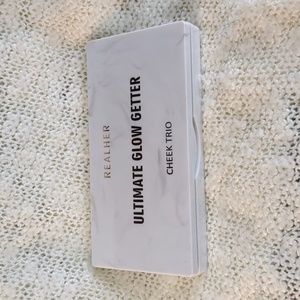 REALHER
ULTIMATE GLOW GETTER
CHEEK TRIO